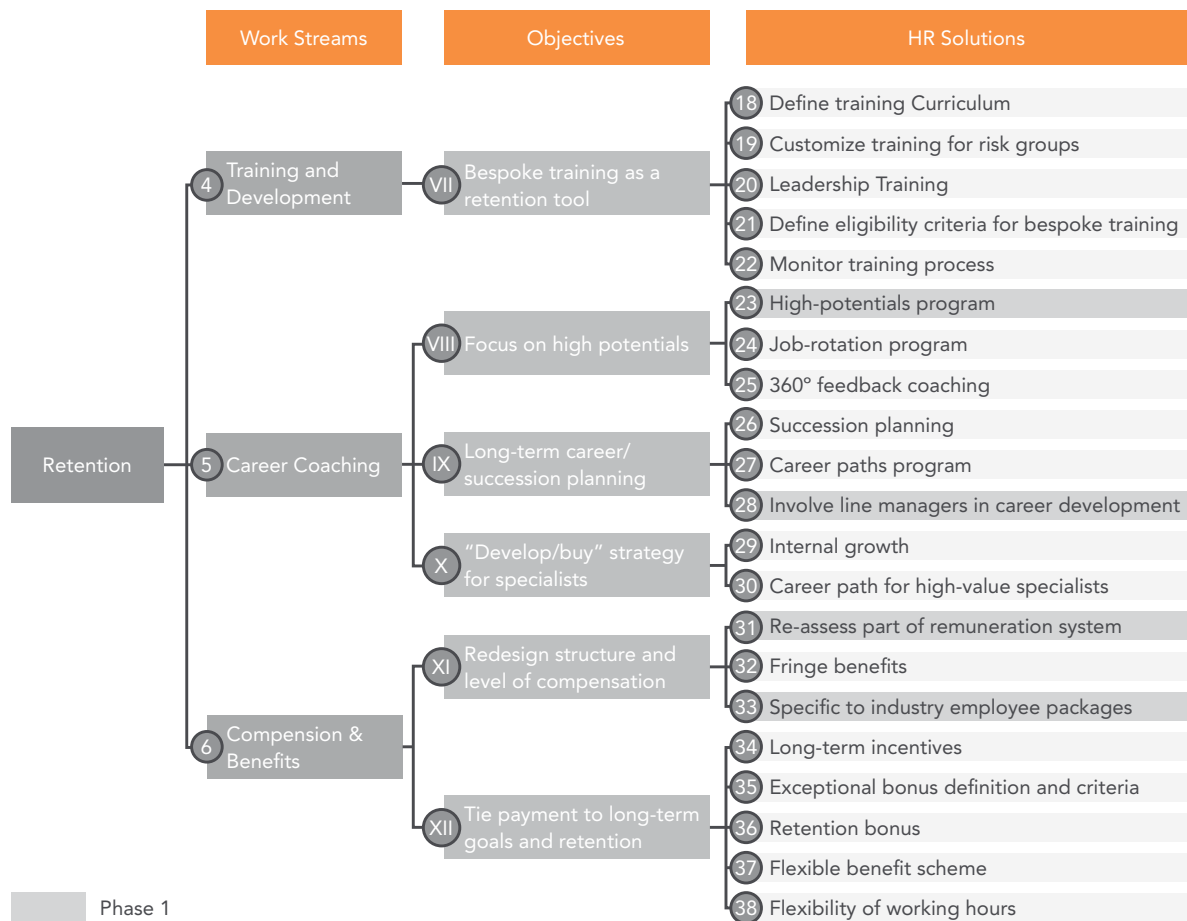 Work Streams
Objectives
HR Solutions
Retention
4
Training and
Development
VII
Bespoke training as a
retention tool
18 Define training Curriculum
19 Customize training for risk groups
20 Leadership Training
21 Define eligibility criteria for bespoke training
22 Monitor training process
5 Career Coaching
VIII Focus on high potentials
23 High-potentials program
24 Job-rotation program
25 360º feedback coaching
IX
Long-term career/
succession planning
26 Succession planning
27 Career paths program
28 Involve line managers in career development
X
“Develop/buy” strategy
for specialists
29 Internal growth
30 Career path for high-value specialists
6
Compension &
Benefits
XI
Redesign structure and
level of compensation
31 Re-assess part of remuneration system
32 Fringe benefits
33 Specific to industry employee packages
XII
Tie payment to long-term
goals and retention
34 Long-term incentives
35 Exceptional bonus definition and criteria
36 Retention bonus
37 Flexible benefit scheme
38 Flexibility of working hours
Phase 1